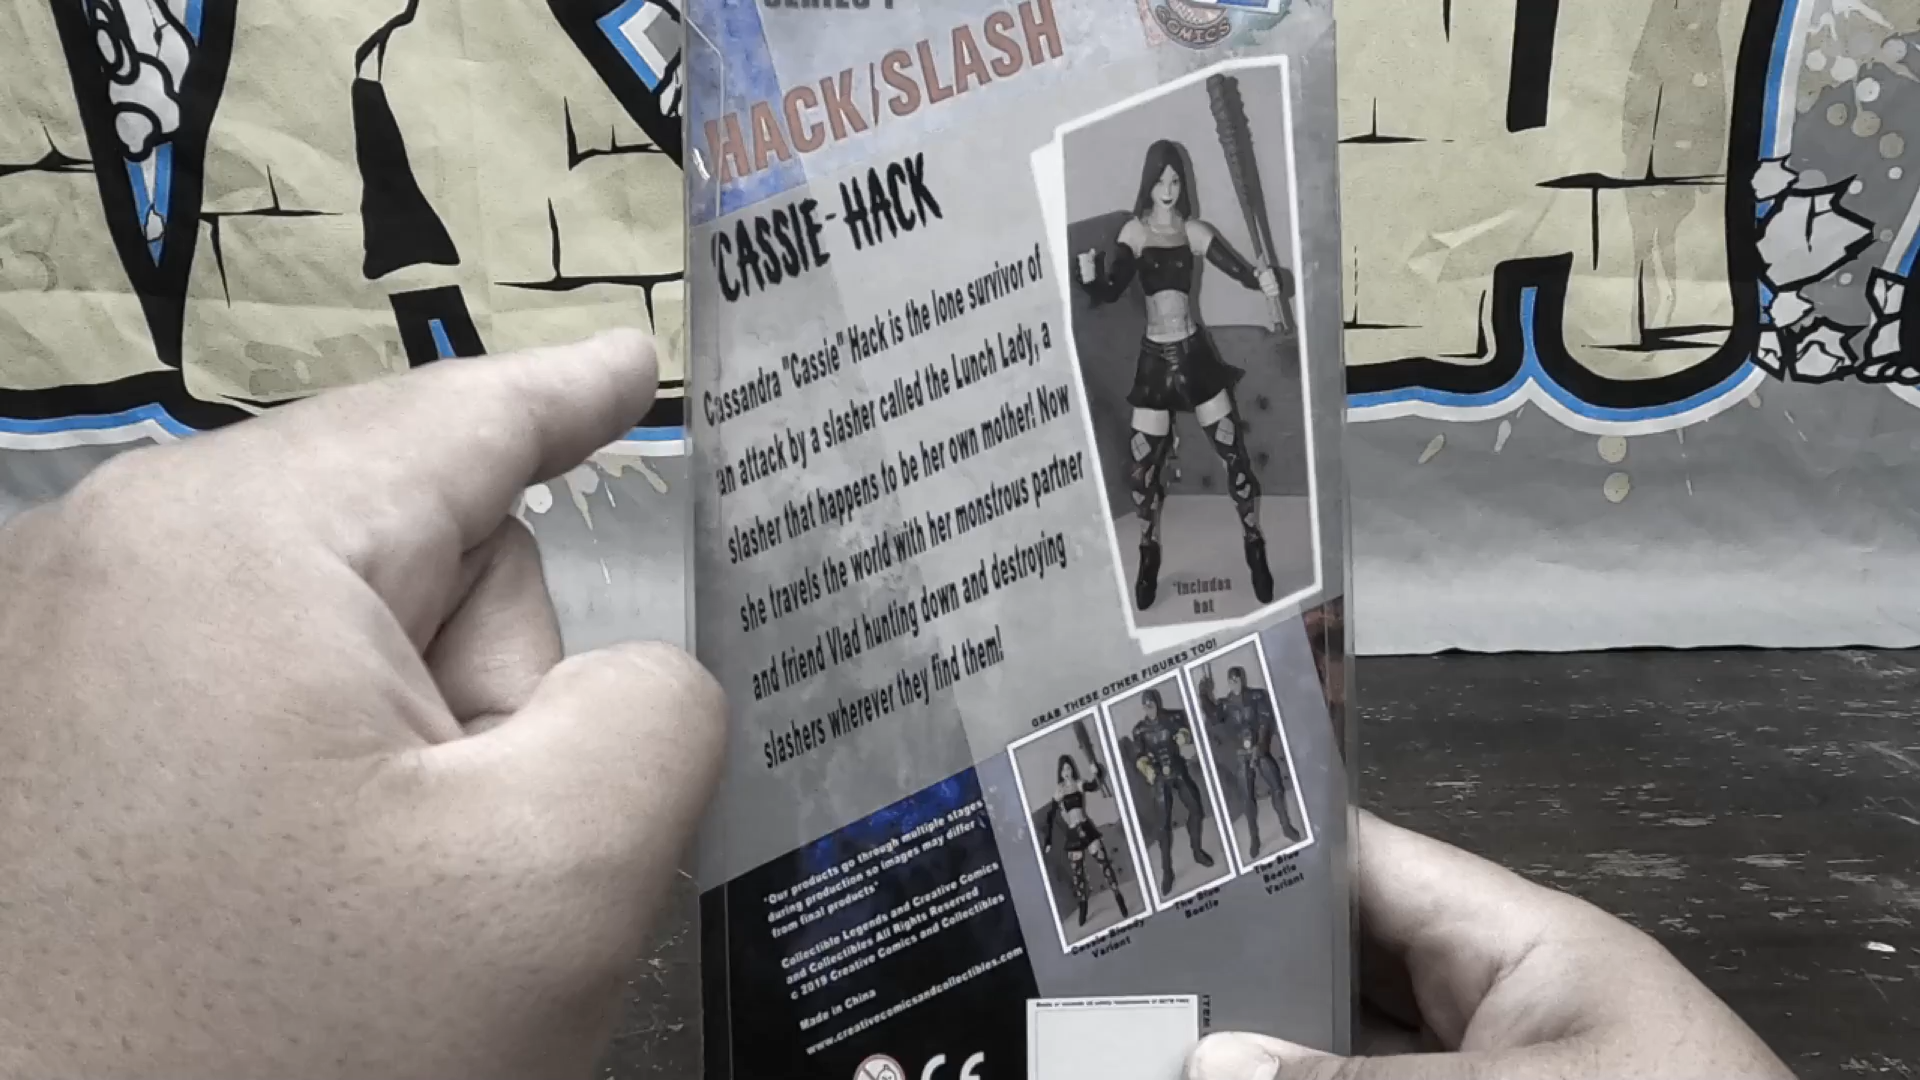 SERIES 1
COMICS
HACK/SLASH
CASSIE HACK
Cassandra "Cassie" Hack is the lone survivor of
an attack by a slasher called the Lunch Lady, a
slasher that happens to be her own mother! Now
she travels the world with her monstrous partner
and friend Vlad hunting down and destroying
slashers wherever they find them!
*Includes
bat
GRAB THESE OTHER FIGURES TOO!
Cassie Bloody
Variant
The Blue
Beetle
The Blue
Beetle
Variant
*Our products go through multiple stages
during production so images may differ
from final products*
Collectible Legends and Creative Comics
and Collectibles All Rights Reserved
c 2019 Creative Comics and Collectibles
Made in China
www.creativecomicsandcollectibles.com
CE
ITEM